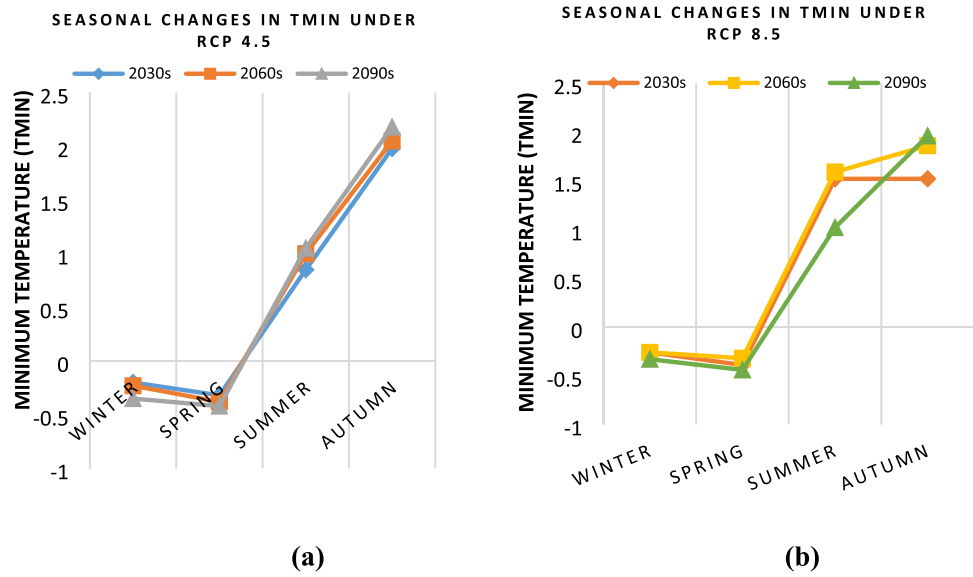 SEASONAL CHANGES IN TMIN UNDER
RCP 4.5
2030s 2060s 2090s
MINIMUM TEMPERATURE (TMIN)
2.5
2
1.5
1
0.5
0
-0.5
-1
WINTER
SPRING
SUMMER
AUTUMN
(a)
SEASONAL CHANGES IN TMIN UNDER
RCP 8.5
2030s 2060s 2090s
MINIMUM TEMPERATURE (TMIN)
2.5
2
1.5
1
0.5
0
-0.5
-1
WINTER
SPRING
SUMMER
AUTUMN
(b)